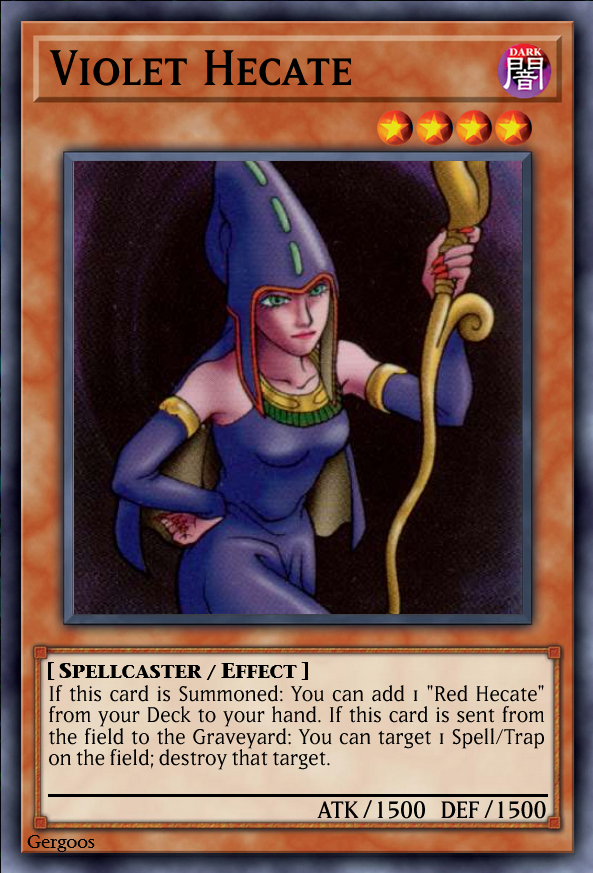 Violet Hecate
DARK
闇
[ Spellcaster / Effect ]
If this card is Summoned: You can add 1 "Red Hecate"
from your Deck to your hand. If this card is sent from
the field to the Graveyard: You can target 1 Spell/Trap
on the field; destroy that target.
ATK / 1500 DEF / 1500
Gergoos